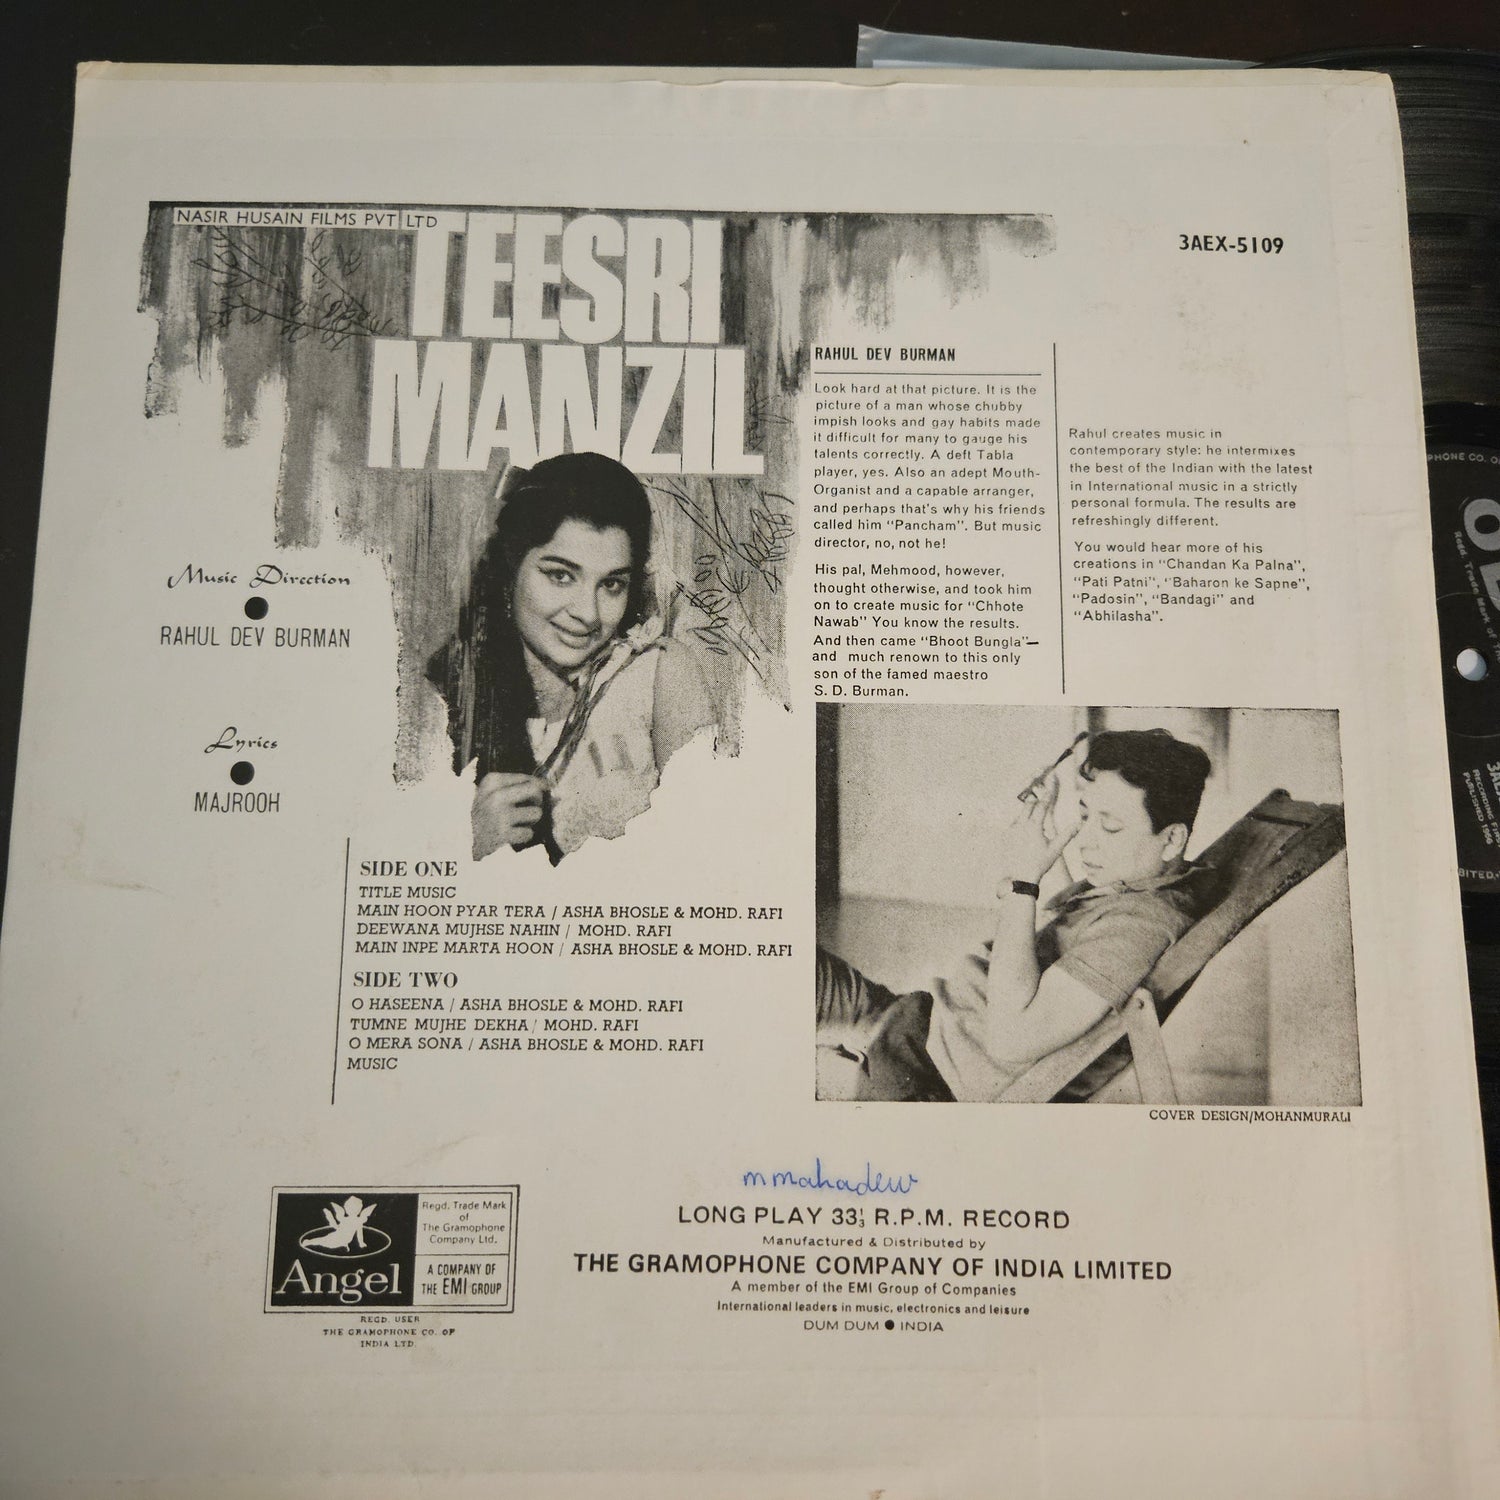 NASIR HUSAIN FILMS PVT LTD
TEESRI
MANZIL
3AEX-5109
Music Direction
RAHUL DEV BURMAN
Lyrics
MAJROOH
RAHUL DEV BURMAN
Look hard at that picture. It is the
picture of a man whose chubby
impish looks and gay habits made
it difficult for many to gauge his
talents correctly. A deft Tabla
player, yes. Also an adept Mouth-
Organist and a capable arranger,
and perhaps that's why his friends
called him "Pancham". But music
director, no, not he!
His pal, Mehmood, however,
thought otherwise, and took him
on to create music for "Chhote
Nawab" You know the results.
And then came "Bhoot Bungla"—
and much renown to this only
son of the famed maestro
S. D. Burman.
Rahul creates music in
contemporary style: he intermixes
the best of the Indian with the latest
in International music in a strictly
personal formula. The results are
refreshingly different.
You would hear more of his
creations in "Chandan Ka Palna",
"Pati Patni", "Baharon ke Sapne",
"Padosin", "Bandagi" and
"Abhilasha".
SIDE ONE
TITLE MUSIC
MAIN HOON PYAR TERA / ASHA BHOSLE & MOHD. RAFI
DEEWANA MUJHSE NAHIN / MOHD. RAFI
MAIN INPE MARTA HOON / ASHA BHOSLE & MOHD. RAFI
SIDE TWO
O HASEENA / ASHA BHOSLE & MOHD. RAFI
TUMNE MUJHE DEKHA / MOHD. RAFI
O MERA SONA / ASHA BHOSLE & MOHD. RAFI
MUSIC
COVER DESIGN/MOHANMURALI
mmahadew
LONG PLAY 33⅓ R.P.M. RECORD
Manufactured & Distributed by
THE GRAMOPHONE COMPANY OF INDIA LIMITED
A member of the EMI Group of Companies
International leaders in music, electronics and leisure
DUM DUM ● INDIA
Angel
Regd. Trade Mark
of
The Gramophone
Company Ltd.
A COMPANY OF
THE EMI GROUP
REGD. USER
THE GRAMOPHONE CO. OF
INDIA LTD.
PHONE CO. O
Regd. Trade Mark of
RECORDING FIRS
PUBLISHED 1966
BITED.